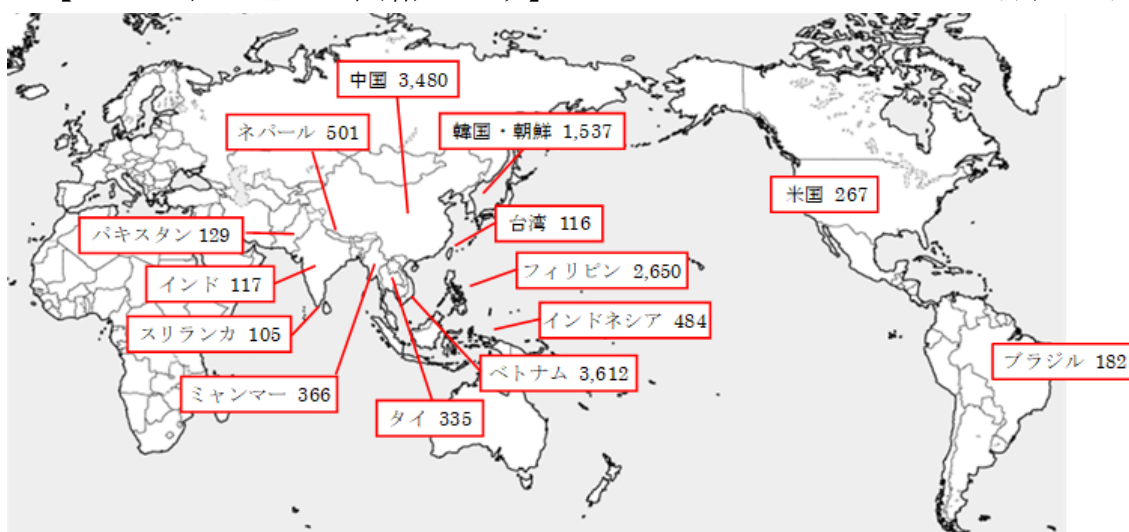 中国 3,480
ネパール 501
韓国・朝鮮 1,537
米国 267
台湾 116
パキスタン 129
フィリピン 2,650
インド 117
インドネシア 484
スリランカ 105
ブラジル 182
ベトナム 3,612
ミャンマー 366
タイ 335